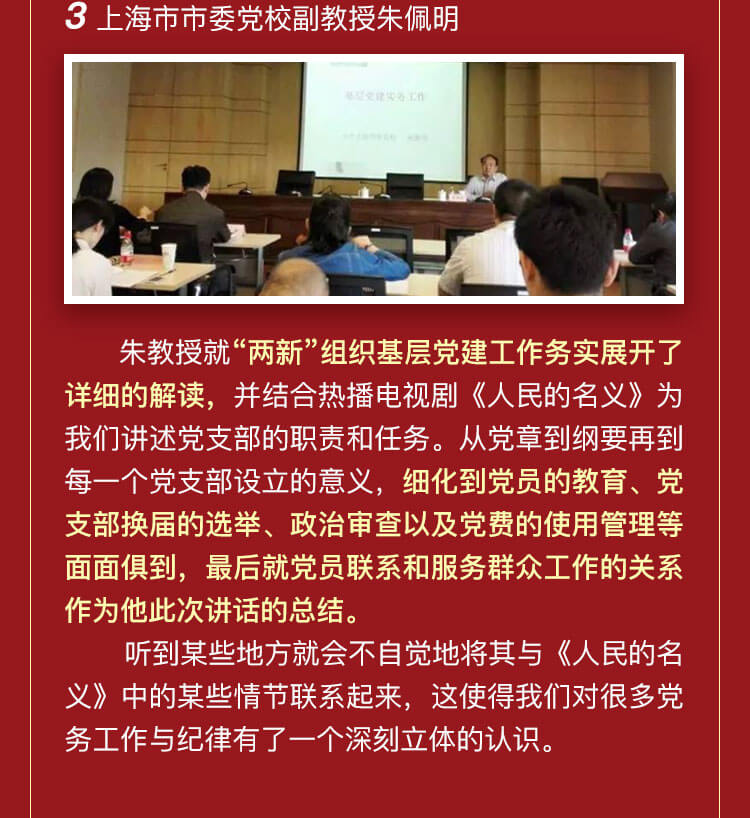 3 上海市市委党校副教授朱佩明
基层党建实务工作
朱教授就“两新”组织基层党建工作务实展开了
详细的解读，并结合热播电视剧《人民的名义》为
我们讲述党支部的职责和任务。从党章到纲要再到
每一个党支部设立的意义，细化到党员的教育、党
支部换届的选举、政治审查以及党费的使用管理等
面面俱到，最后就党员联系和服务群众工作的关系
作为他此次讲话的总结。
听到某些地方就会不自觉地将其与《人民的名
义》中的某些情节联系起来，这使得我们对很多党
务工作与纪律有了一个深刻立体的认识。